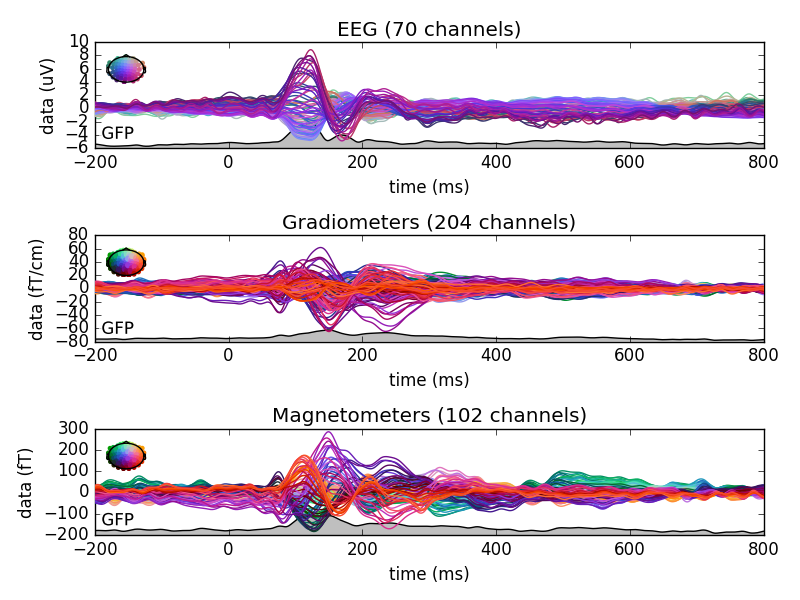 EEG (70 channels)
10
8
6
4
2
0
−2
−4
−6
data (uV)
GFP
−200 0 200 400 600 800
time (ms)
Gradiometers (204 channels)
80
60
40
20
0
−20
−40
−60
−80
data (fT/cm)
GFP
−200 0 200 400 600 800
time (ms)
Magnetometers (102 channels)
300
200
100
0
−100
−200
data (fT)
GFP
−200 0 200 400 600 800
time (ms)